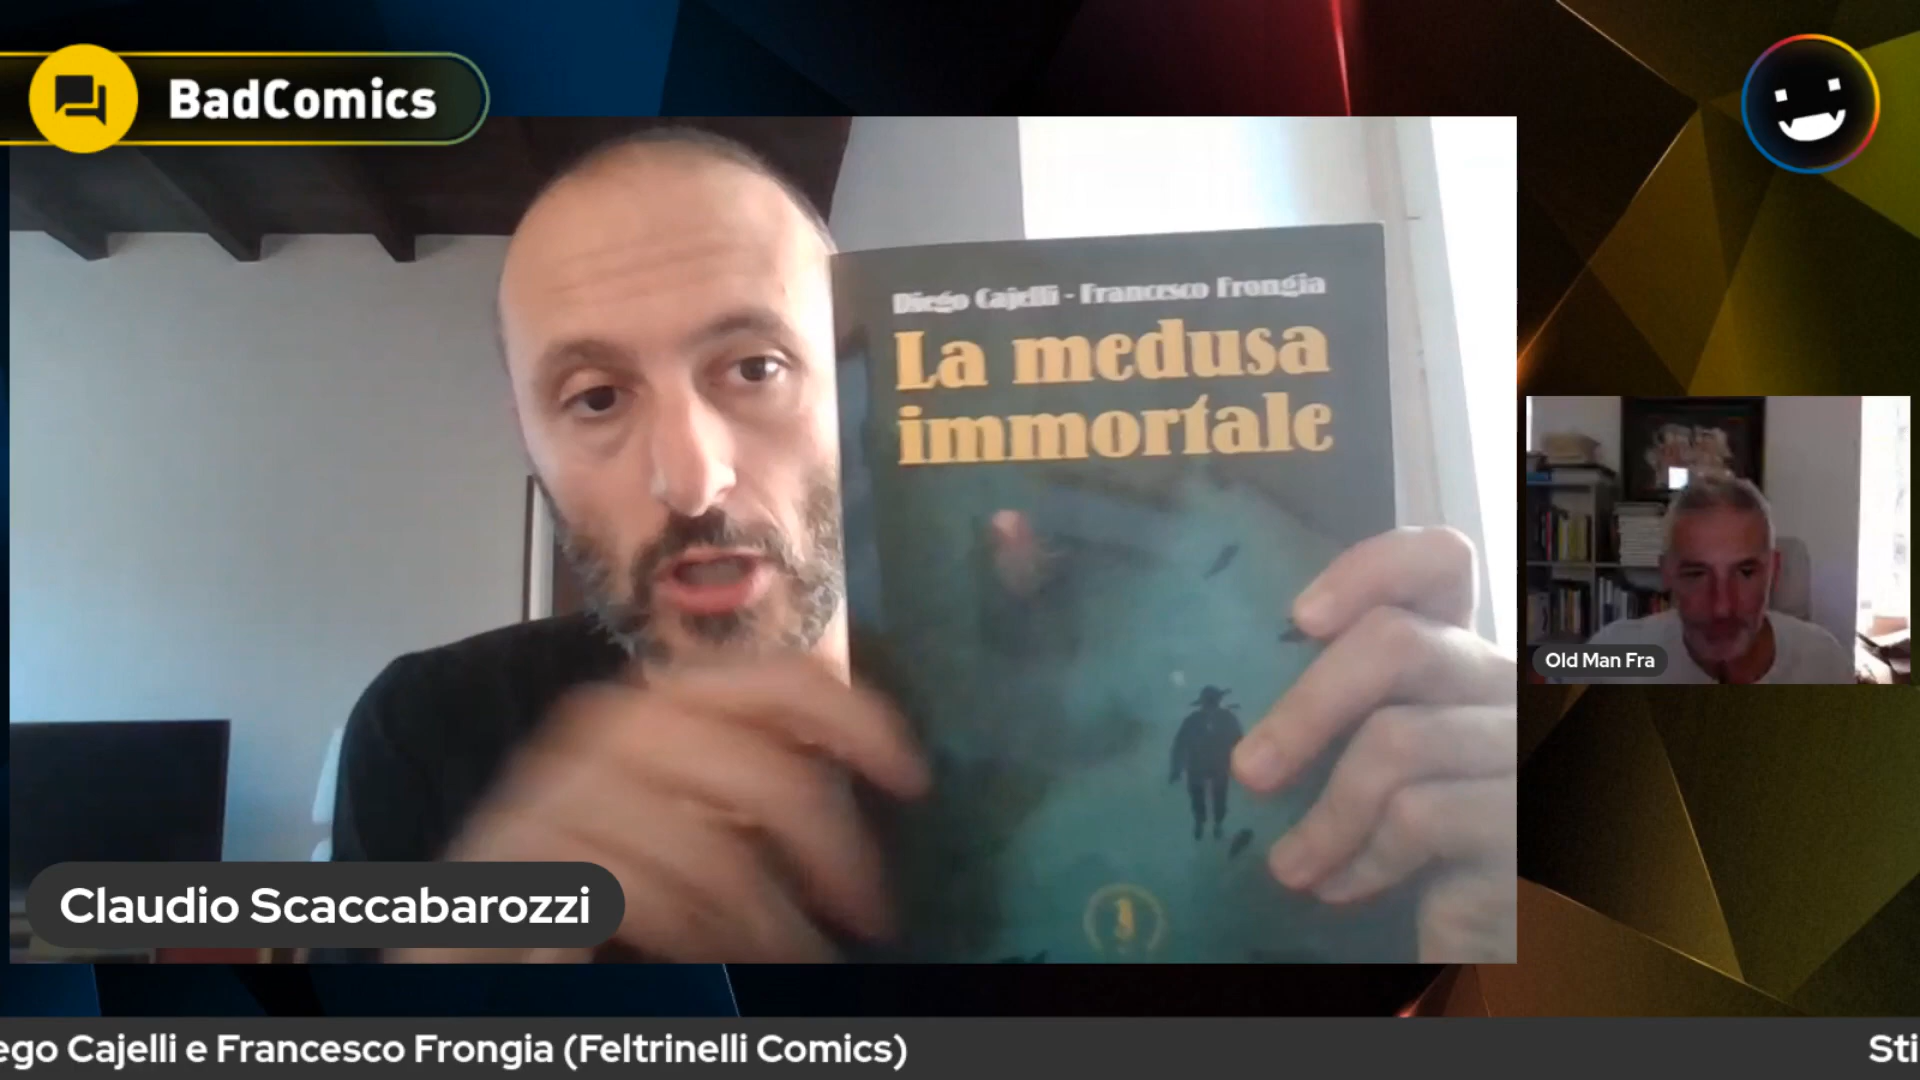 BadComics
Diego Cajelli - Francesco Frongia
La medusa
immortale
Old Man Fra
Claudio Scaccabarozzi
ego Cajelli e Francesco Frongia (Feltrinelli Comics)
Sti